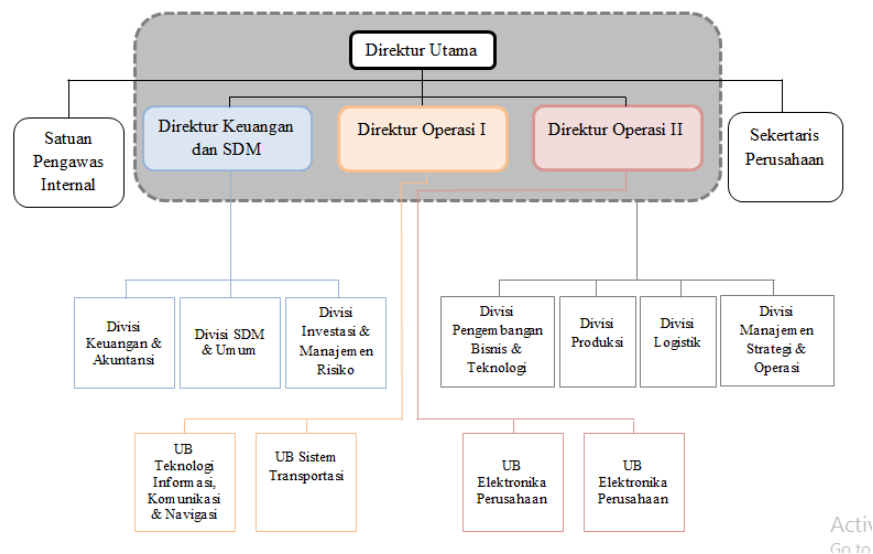 Direktur Utama
Satuan
Pengawas
Internal
Direktur Keuangan
dan SDM
Direktur Operasi I
Direktur Operasi II
Sekertaris
Perusahaan
Divisi
Keuangan &
Akuntansi
Divisi SDM
& Umum
Divisi
Investasi &
Manajemen
Risiko
Divisi
Pengembangan
Bisnis &
Teknologi
Divisi
Produksi
Divisi
Logistik
Divisi
Manajemen
Strategi &
Operasi
UB
Teknologi
Informasi,
Komunikasi
& Navigasi
UB Sistem
Transportasi
UB
Elektronika
Perusahaan
UB
Elektronika
Perusahaan
Activ
Go to